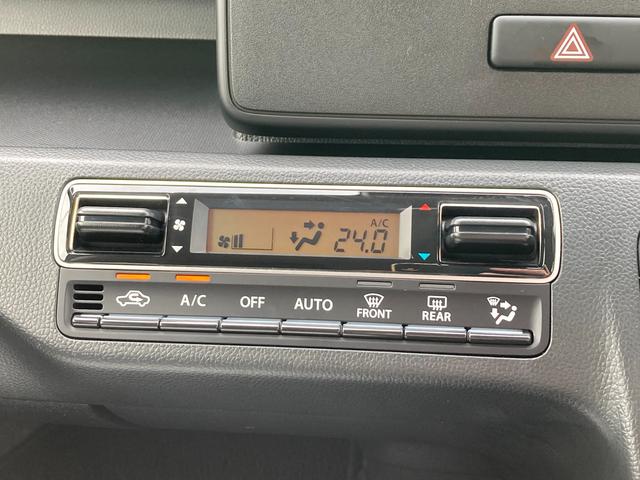 A/C
24.0
A/C
OFF
AUTO
FRONT
REAR